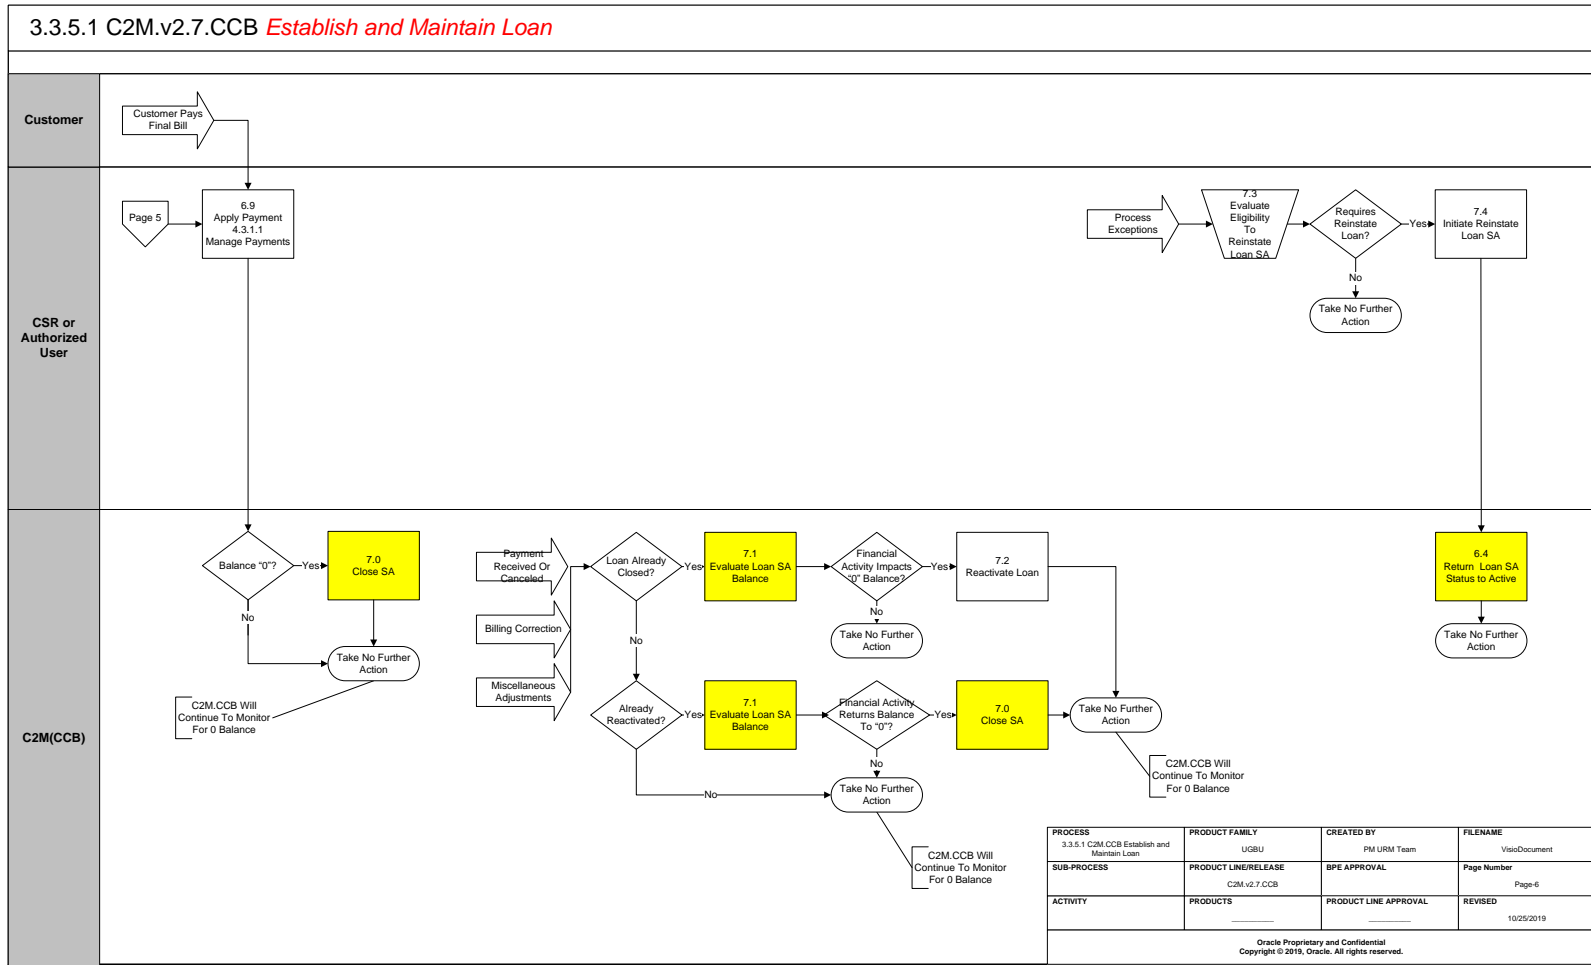 3.3.5.1 C2M.v2.7.CCB Establish and Maintain Loan
Customer
Customer Pays
Final Bill
CSR or
Authorized
User
Page 5
6.9
Apply Payment
4.3.1.1
Manage Payments
Process
Exceptions
7.3
Evaluate
Eligibility
To
Reinstate
Loan SA
Requires
Reinstate
Loan?
Yes
7.4
Initiate Reinstate
Loan SA
No
Take No Further
Action
C2M(CCB)
Balance “0”?
Yes
7.0
Close SA
No
Take No Further
Action
C2M.CCB Will
Continue To Monitor
For 0 Balance
Payment
Received Or
Canceled
Billing Correction
Miscellaneous
Adjustments
Loan Already
Closed?
Yes
7.1
Evaluate Loan SA
Balance
Financial
Activity Impacts
“0” Balance?
Yes
7.2
Reactivate Loan
No
Take No Further
Action
No
Already
Reactivated?
Yes
7.1
Evaluate Loan SA
Balance
Financial Activity
Returns Balance
To “0”?
Yes
7.0
Close SA
Take No Further
Action
No
No
Take No Further
Action
C2M.CCB Will
Continue To Monitor
For 0 Balance
C2M.CCB Will
Continue To Monitor
For 0 Balance
6.4
Return Loan SA
Status to Active
Take No Further
Action
PROCESS
3.3.5.1 C2M.CCB Establish and
Maintain Loan
PRODUCT FAMILY
UGBU
CREATED BY
PM URM Team
FILENAME
VisioDocument
SUB-PROCESS
PRODUCT LINE/RELEASE
C2M.v2.7.CCB
BPE APPROVAL
Page Number
Page-6
ACTIVITY
PRODUCTS
PRODUCT LINE APPROVAL
REVISED
10/25/2019
Oracle Proprietary and Confidential
Copyright © 2019, Oracle. All rights reserved.